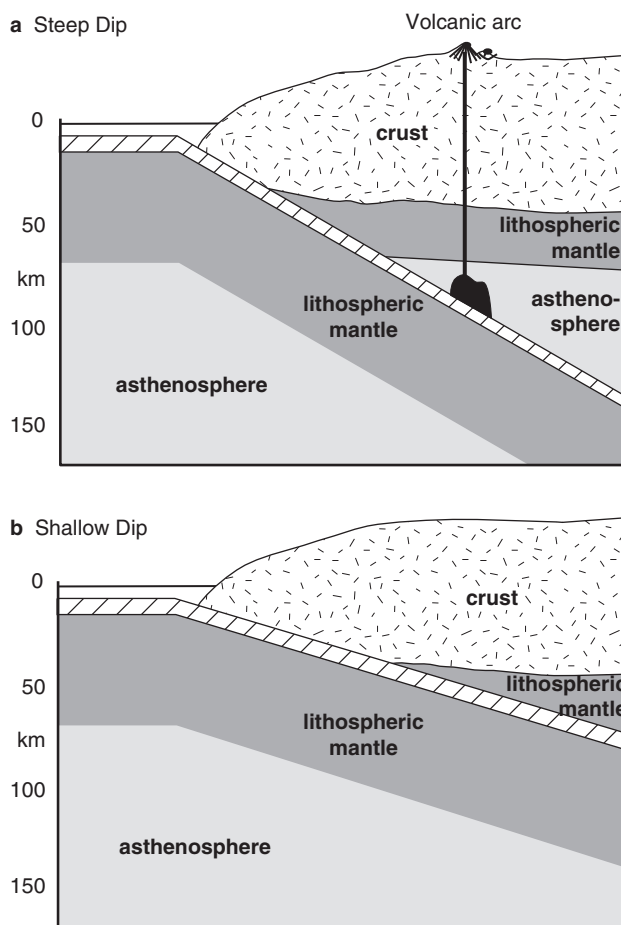 a Steep Dip
Volcanic arc
0
crust
50
lithospheric
mantle
km
lithospheric
mantle
astheno-
sphere
100
asthenosphere
150
b Shallow Dip
0
crust
50
lithospheric
mantle
lithospheric
mantle
km
100
asthenosphere
150